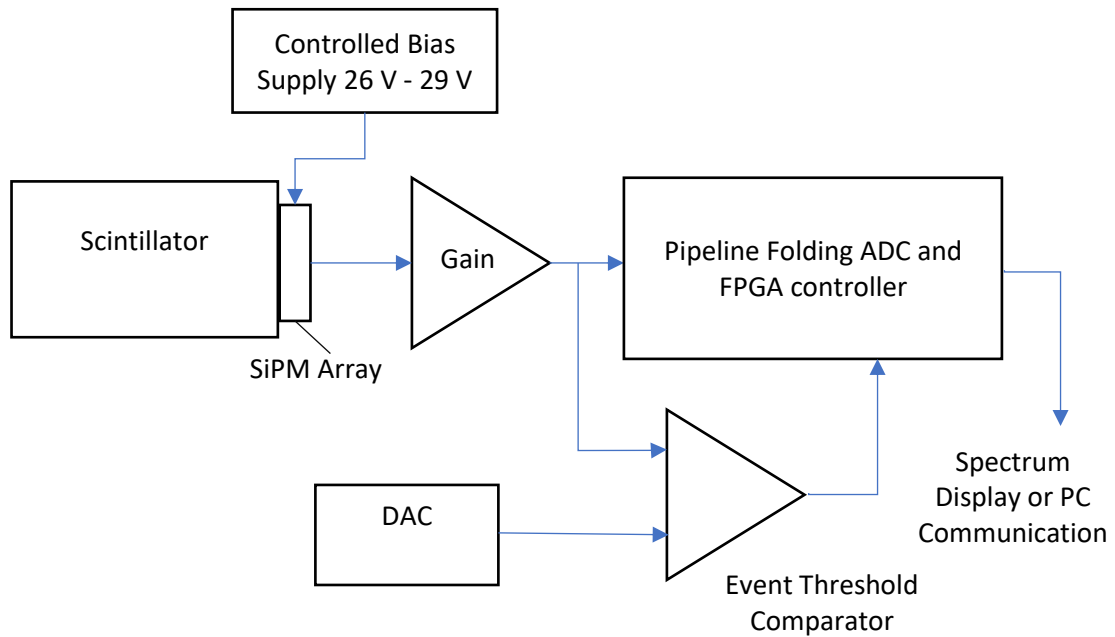 Controlled Bias
Supply 26 V - 29 V
Scintillator
SiPM Array
Gain
Pipeline Folding ADC and
FPGA controller
DAC
Event Threshold
Comparator
Spectrum
Display or PC
Communication